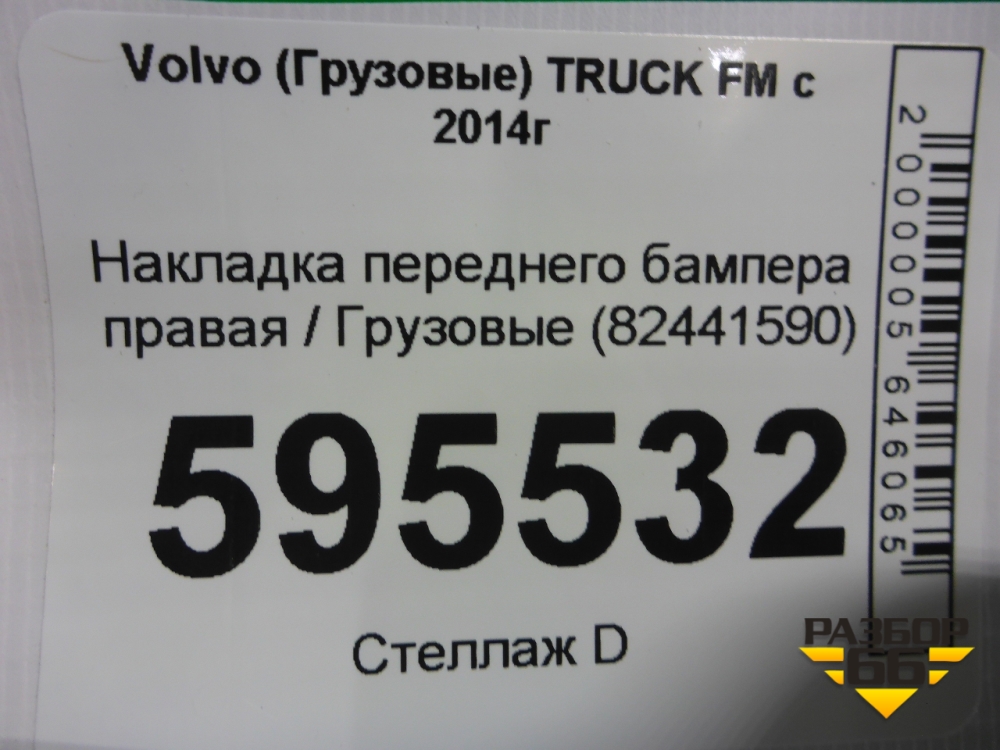 Volvo (Грузовые) TRUCK FM с
2014г
Накладка переднего бампера
правая / Грузовые (82441590)
595532
Стеллаж D
2000005646065
РАЗБОР
66